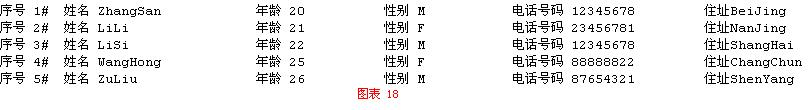 序号 1#  姓名 ZhangSan  年龄 20  性别 M  电话号码 12345678  住址BeiJing
序号 2#  姓名 LiLi  年龄 21  性别 F  电话号码 23456781  住址NanJing
序号 3#  姓名 LiSi  年龄 22  性别 M  电话号码 12345678  住址ShangHai
序号 4#  姓名 WangHong  年龄 25  性别 F  电话号码 88888822  住址ChangChun
序号 5#  姓名 ZuLiu  年龄 26  性别 M  电话号码 87654321  住址ShenYang
图表 18